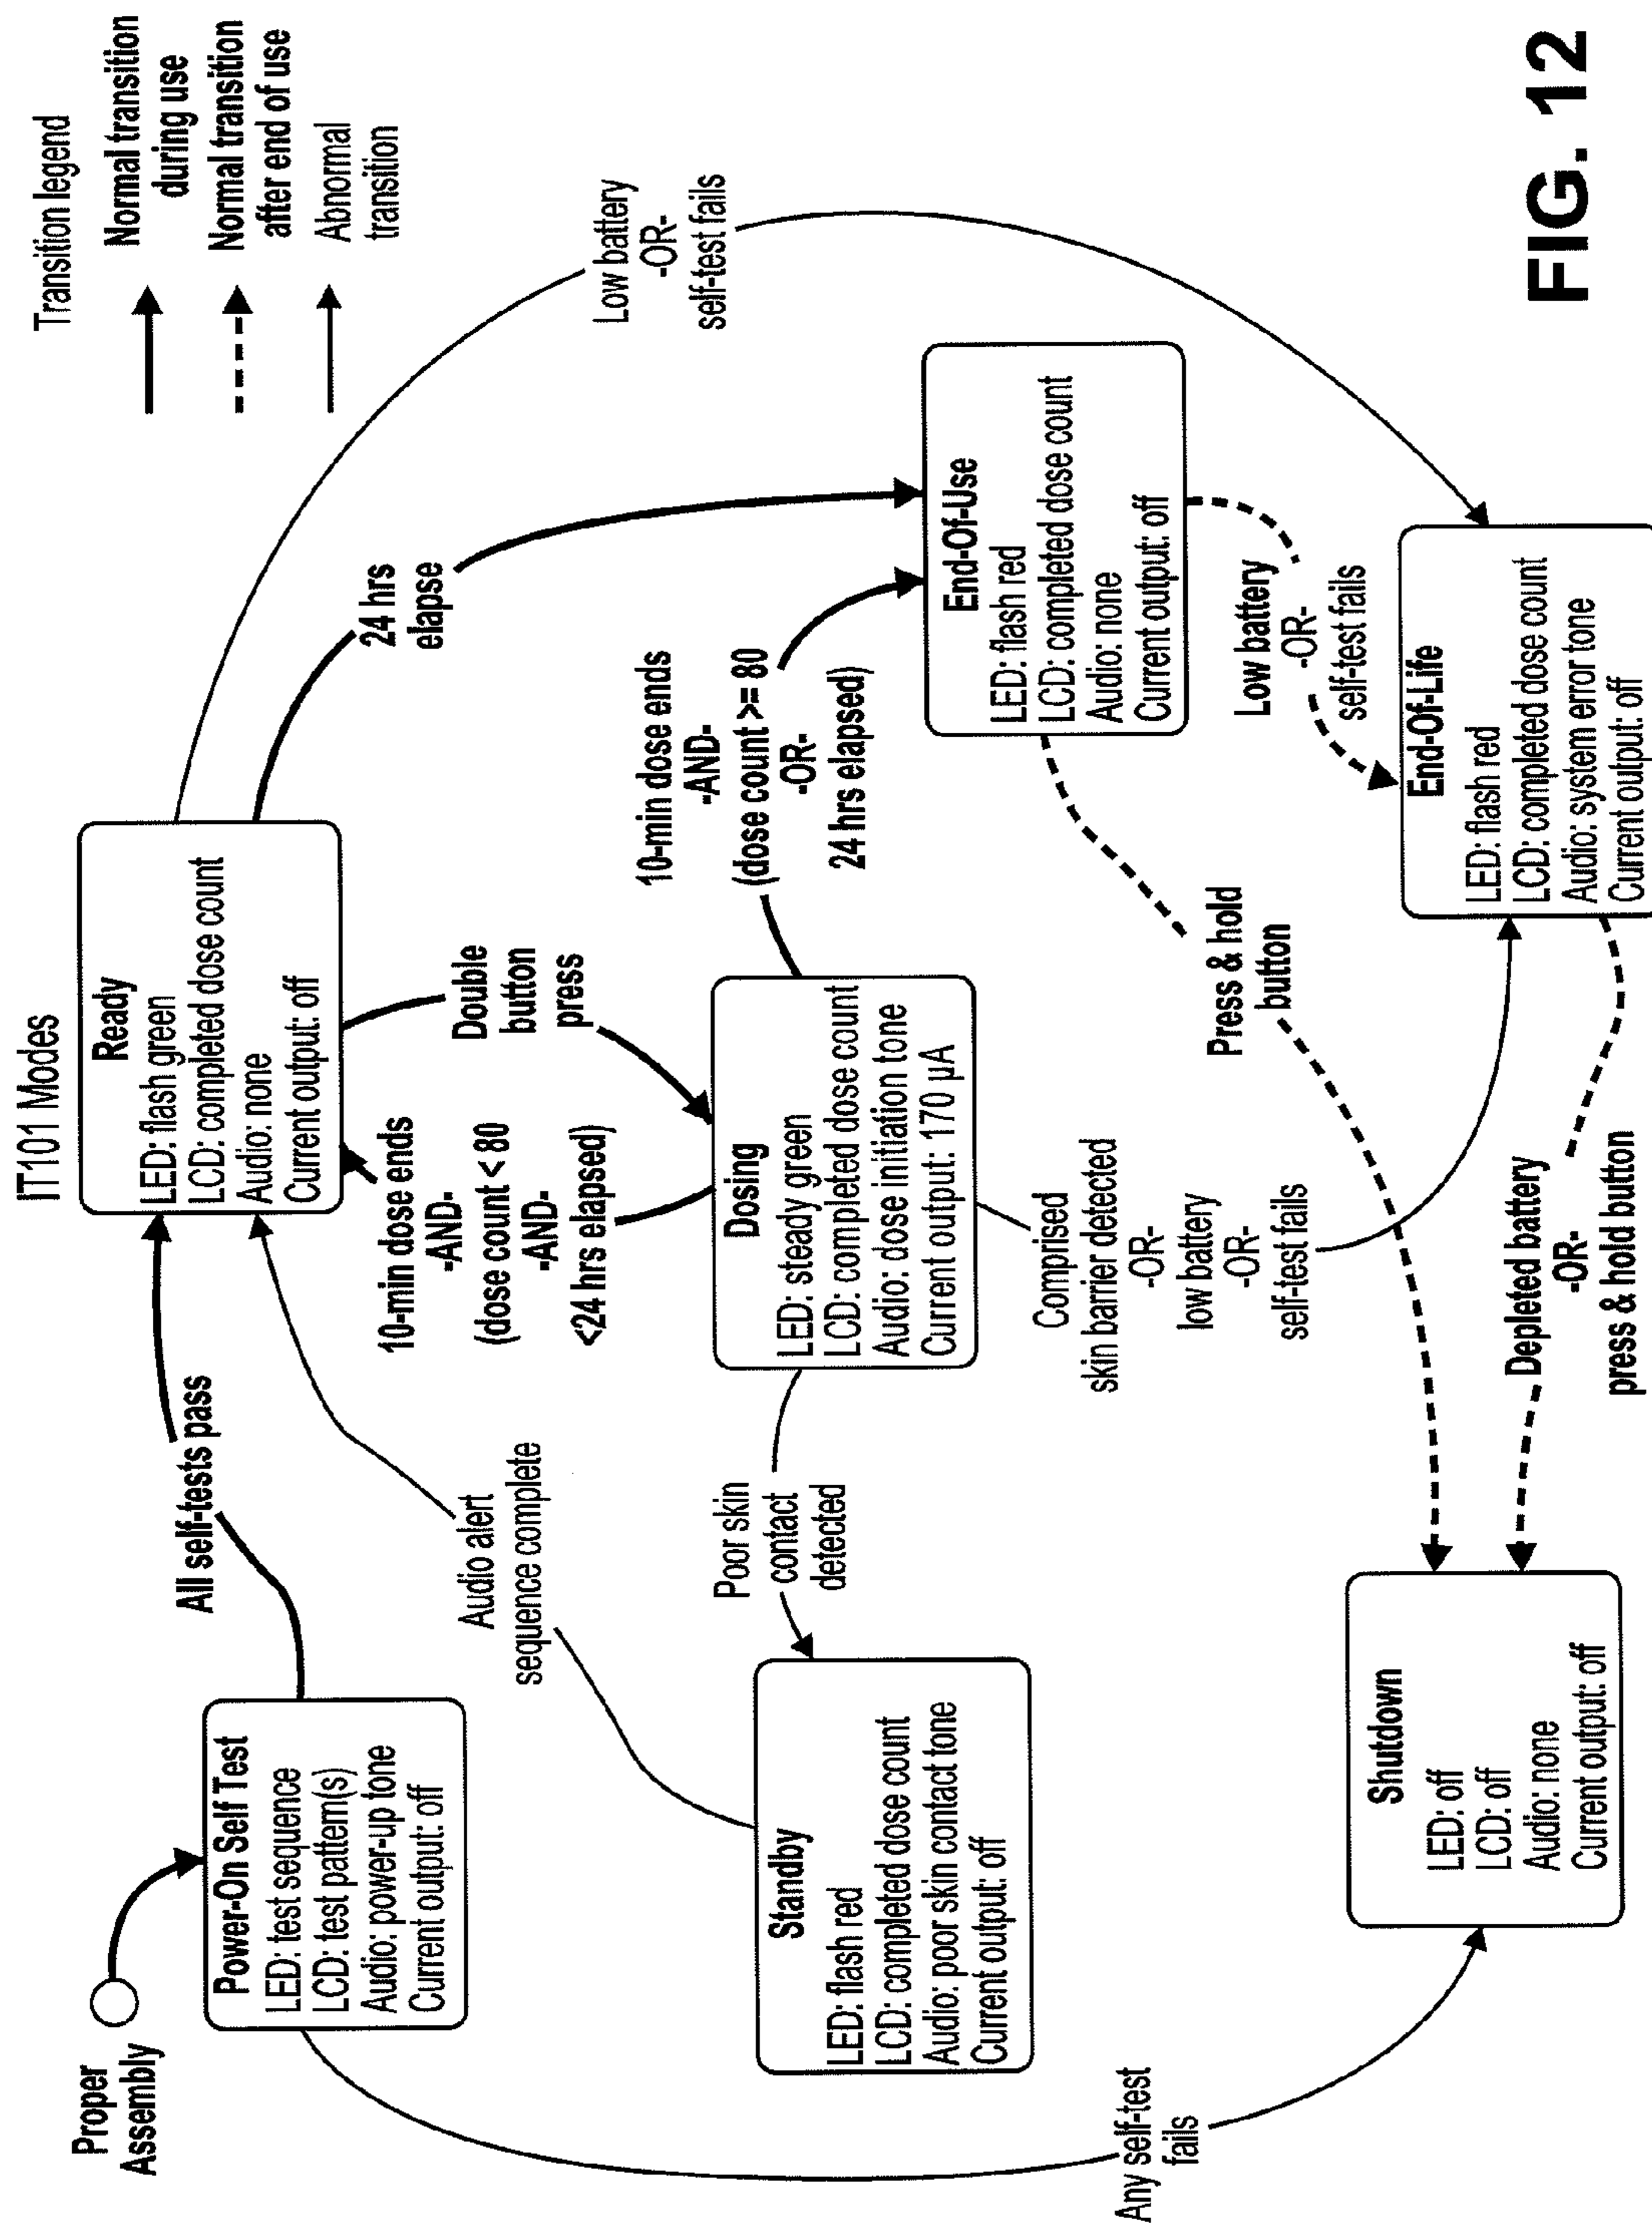 IT101 Modes
Transition legend
Normal transition
during use
Normal transition
after end of use
Abnormal
transition
Proper
Assembly
Power-On Self Test
LED: test sequence
LCD: test pattern(s)
Audio: power-up tone
Current output: off
All self-tests pass
Ready
LED: flash green
LCD: completed dose count
Audio: none
Current output: off
24 hrs
elapse
Low battery
-OR-
self-test fails
Audio alert
sequence complete
10-min dose ends
-AND-
(dose count < 80
-AND-
<24 hrs elapsed)
Double
button
press
10-min dose ends
-AND-
(dose count >= 80
-OR-
24 hrs elapsed)
Standby
LED: flash red
LCD: completed dose count
Audio: poor skin contact tone
Current output: off
Poor skin
contact
detected
Dosing
LED: steady green
LCD: completed dose count
Audio: dose initiation tone
Current output: 170 µA
End-Of-Use
LED: flash red
LCD: completed dose count
Audio: none
Current output: off
Any self-test
fails
Comprised
skin barrier detected
-OR-
low battery
-OR-
self-test fails
Press & hold
button
Low battery
-OR-
self-test fails
Shutdown
LED: off
LCD: off
Audio: none
Current output: off
Depleted battery
-OR-
press & hold button
End-Of-Life
LED: flash red
LCD: completed dose count
Audio: system error tone
Current output: off
FIG. 12